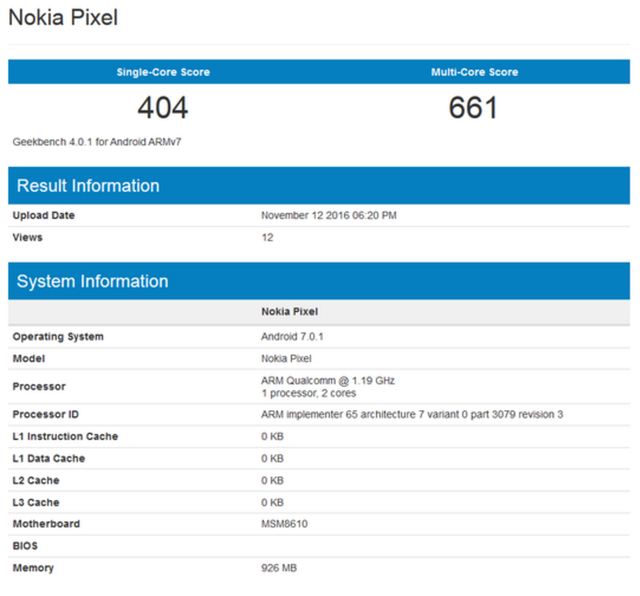 Nokia Pixel
Single-Core Score Multi-Core Score
404 661
Geekbench 4.0.1 for Android ARMv7
Result Information
Upload Date November 12 2016 06:20 PM
Views 12
System Information
Nokia Pixel
Operating System Android 7.0.1
Model Nokia Pixel
Processor ARM Qualcomm @ 1.19 GHz
1 processor, 2 cores
Processor ID ARM implementer 65 architecture 7 variant 0 part 3079 revision 3
L1 Instruction Cache 0 KB
L1 Data Cache 0 KB
L2 Cache 0 KB
L3 Cache 0 KB
Motherboard MSM8610
BIOS
Memory 926 MB